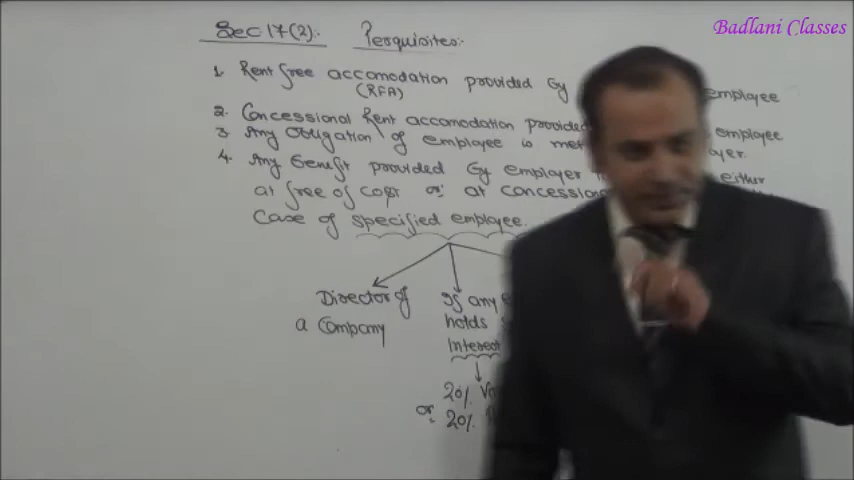 Badlani Classes
Sec 17(2):- Perquisites:-
1. Rent free accomodation provided by employee
(RFA)
2. Concessional Rent accomodation provided employee
3. Any Obligation of employee is met yer.
4. Any benefit provided by employer either
at free of cost or at concession
Case of specified employee.
Director of
a Company
If any
holds
Interest
20%
or
20%